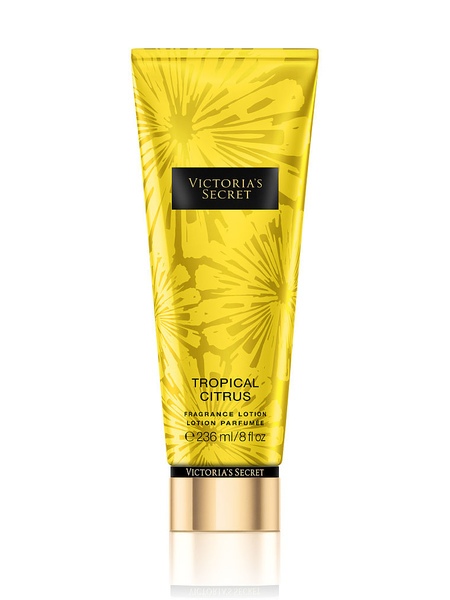 VICTORIA'S
SECRET
TROPICAL
CITRUS
FRAGRANCE LOTION
LOTION PARFUMÉE
℮ 236 ml/8 fl oz
VICTORIA'S SECRET